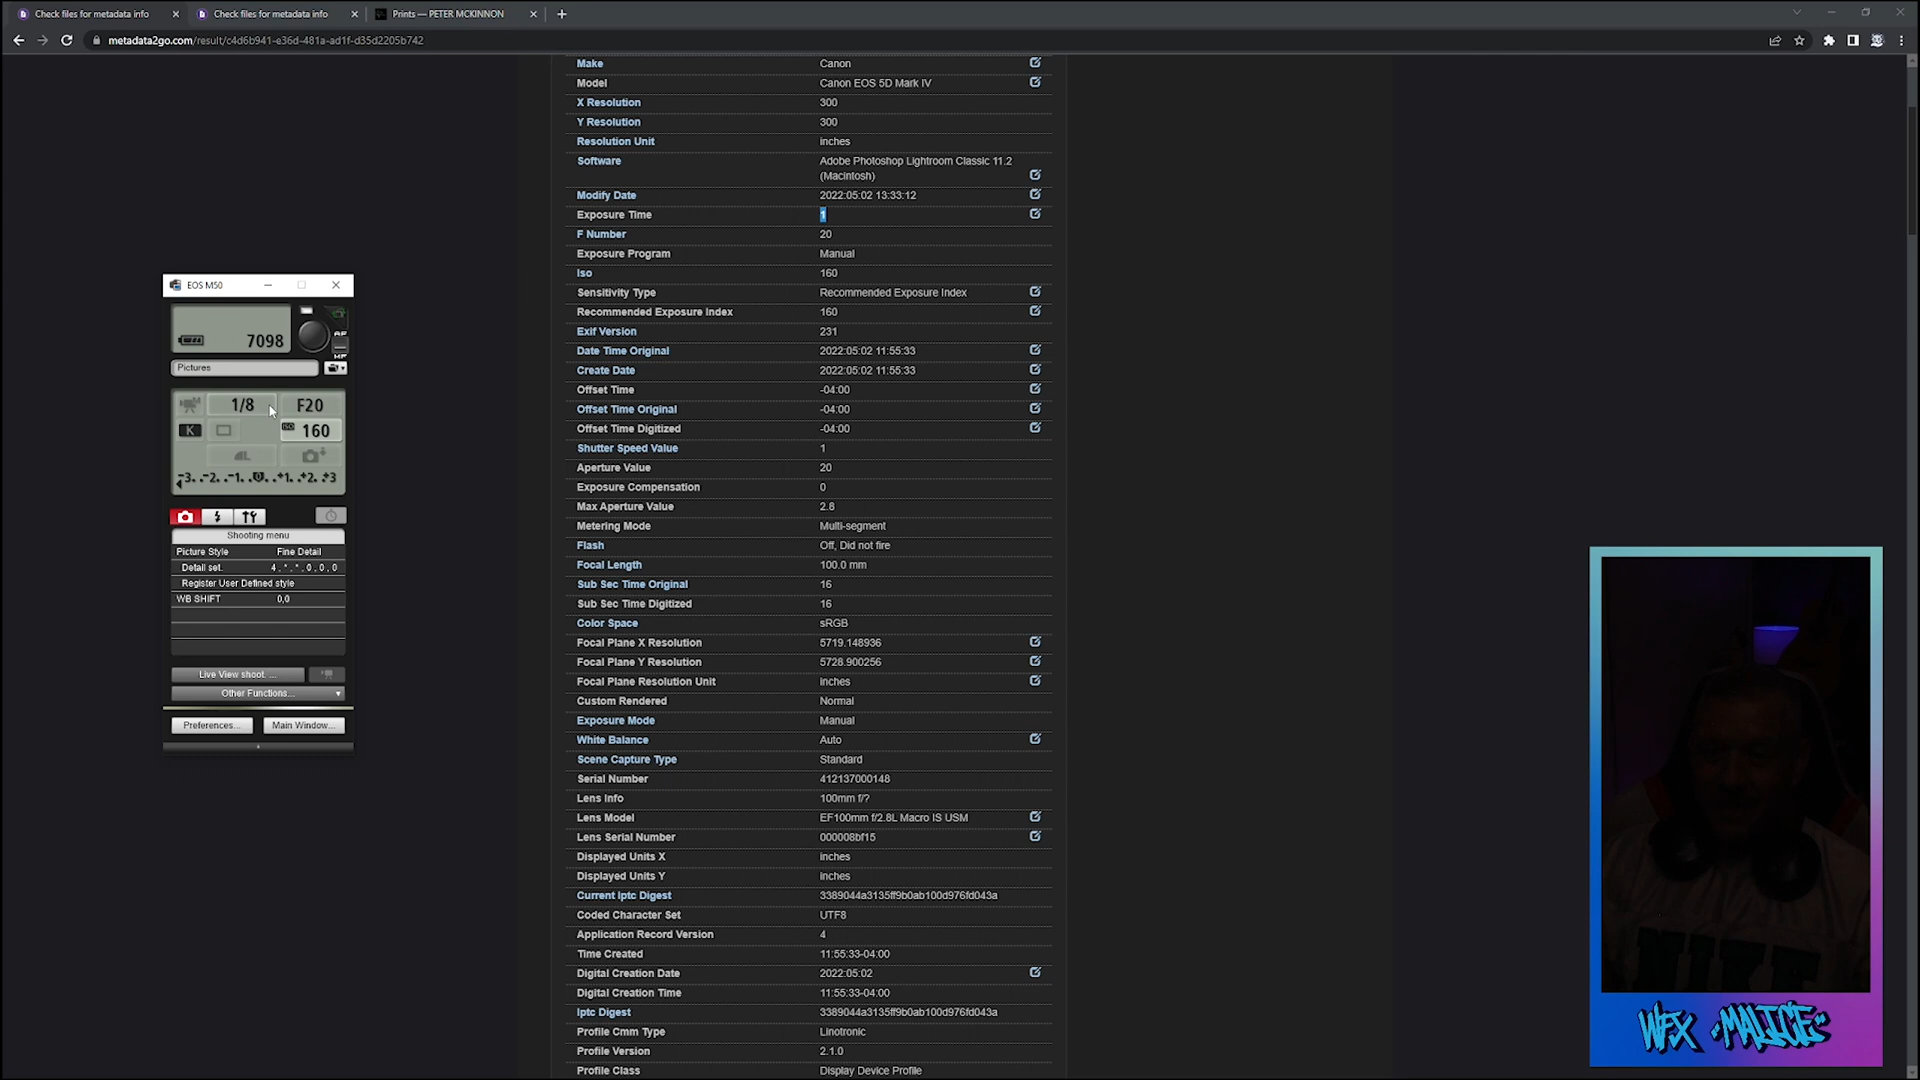 Check files for metadata info
Check files for metadata info
Prints — PETER MCKINNON
metadata2go.com/result/c4d6b941-e36d-481a-ad1f-d35d2205b742
Make Canon
Model Canon EOS 5D Mark IV
X Resolution 300
Y Resolution 300
Resolution Unit inches
Software Adobe Photoshop Lightroom Classic 11.2
(Macintosh)
Modify Date 2022:05:02 13:33:12
Exposure Time 1
F Number 20
Exposure Program Manual
Iso 160
Sensitivity Type Recommended Exposure Index
Recommended Exposure Index 160
Exif Version 231
Date Time Original 2022:05:02 11:55:33
Create Date 2022:05:02 11:55:33
Offset Time -04:00
Offset Time Original -04:00
Offset Time Digitized -04:00
Shutter Speed Value 1
Aperture Value 20
Exposure Compensation 0
Max Aperture Value 2.8
Metering Mode Multi-segment
Flash Off, Did not fire
Focal Length 100.0 mm
Sub Sec Time Original 16
Sub Sec Time Digitized 16
Color Space sRGB
Focal Plane X Resolution 5719.148936
Focal Plane Y Resolution 5728.900256
Focal Plane Resolution Unit inches
Custom Rendered Normal
Exposure Mode Manual
White Balance Auto
Scene Capture Type Standard
Serial Number 412137000148
Lens Info 100mm f/?
Lens Model EF100mm f/2.8L Macro IS USM
Lens Serial Number 000008bf15
Displayed Units X inches
Displayed Units Y inches
Current Iptc Digest 3389044a3135ff9b0ab100d976fd043a
Coded Character Set UTF8
Application Record Version 4
Time Created 11:55:33-04:00
Digital Creation Date 2022:05:02
Digital Creation Time 11:55:33-04:00
Iptc Digest 3389044a3135ff9b0ab100d976fd043a
Profile Cmm Type Linotronic
Profile Version 2.1.0
Profile Class Display Device Profile
EOS M50
7098
AF
MF
Pictures
1/8 F20
K ISO 160
-3..-2..-1..0..+1..+2..+3
Shooting menu
Picture Style Fine Detail
Detail set. 4,*,*,0,0,0
Register User Defined style
WB SHIFT 0,0
Live View shoot. ...
Other Functions...
Preferences... Main Window...
WFX MALICE